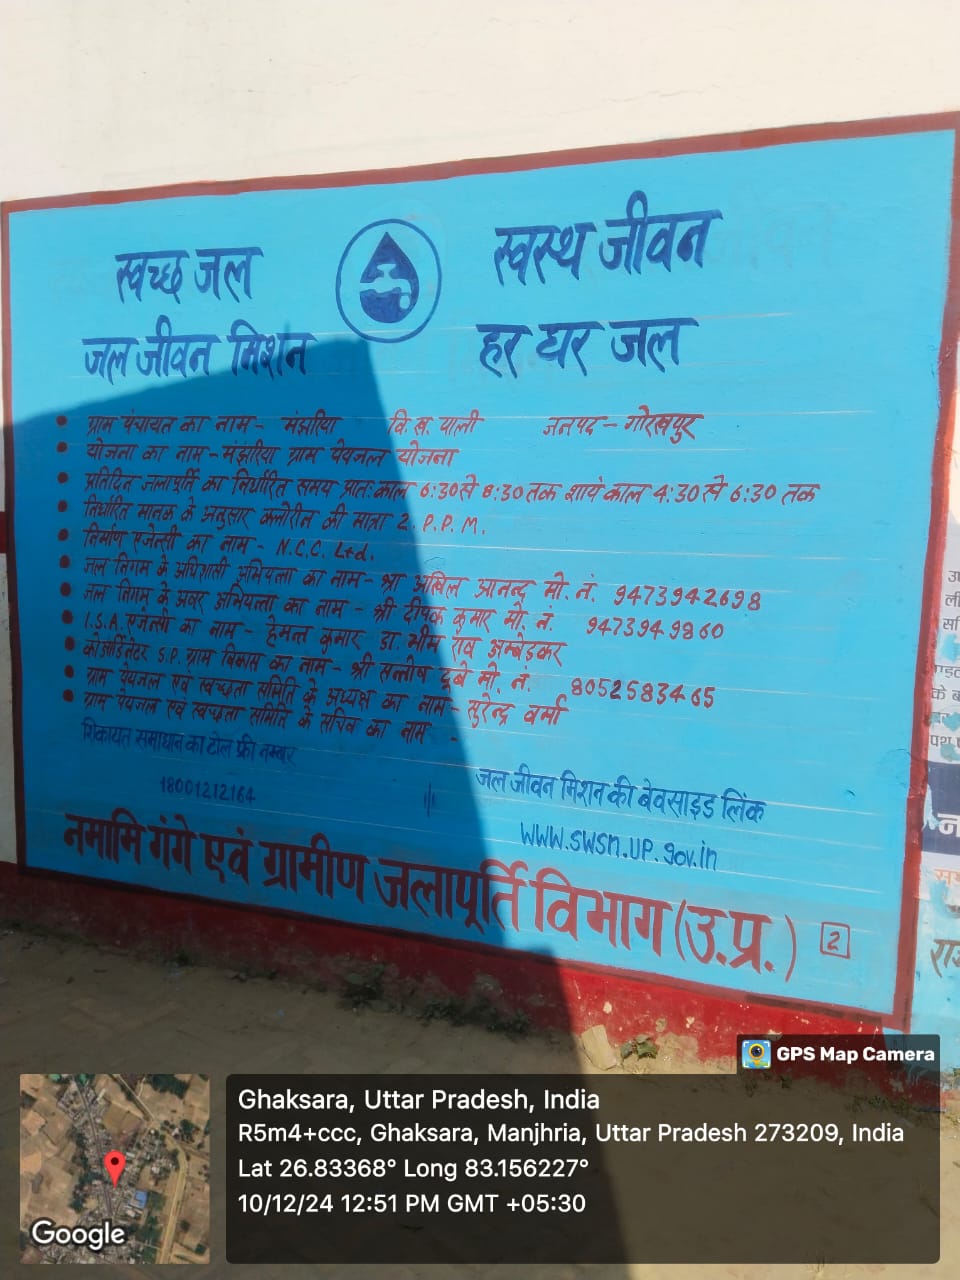 स्वच्छ जल
स्वस्थ जीवन
जल जीवन मिशन
हर घर जल
• ग्राम पंचायत का नाम- मंझरिया वि.ख. पाली जनपद - गोरखपुर
• योजना का नाम - मंझरिया ग्राम पेयजल योजना
• प्रतिदिन जलापूर्ति का निर्धारित समय प्रातः काल 6:30 से 8:30 तक शायं काल 4:30 से 6:30 तक
• निर्धारित मानक के अनुसार क्लोरीन की मात्रा 2. P.P.M.
• निर्माण एजेन्सी का नाम - N.C.C. Ltd.
• जल निगम के अधिशासी अभियन्ता का नाम - श्री अखिल आनन्द मो. नं. 9473942698
• जल निगम के अवर अभियन्ता का नाम - श्री दीपक कुमार मो. नं. 9473949860
• I.S.A. एजेन्सी का नाम - हेमन्त कुमार डा. भीम राव अम्बेडकर
• कोआर्डिनेटर S.P. ग्राम विकास का नाम - श्री सन्तोष दूबे मो. नं. 8052583465
• ग्राम पेयजल एवं स्वच्छता समिति के अध्यक्ष का नाम - सुरेन्द्र वर्मा
• ग्राम पेयजल एवं स्वच्छता समिति के सचिव का नाम -
शिकायत समाधान का टोल फ्री नम्बर
18001212164
जल जीवन मिशन की बेवसाइड लिंक
www.swsn.up.gov.in
नमामि गंगे एवं ग्रामीण जलापूर्ति विभाग (उ.प्र.) 2
GPS Map Camera
Ghaksara, Uttar Pradesh, India
R5m4+ccc, Ghaksara, Manjhria, Uttar Pradesh 273209, India
Lat 26.83368° Long 83.156227°
10/12/24 12:51 PM GMT +05:30
Google